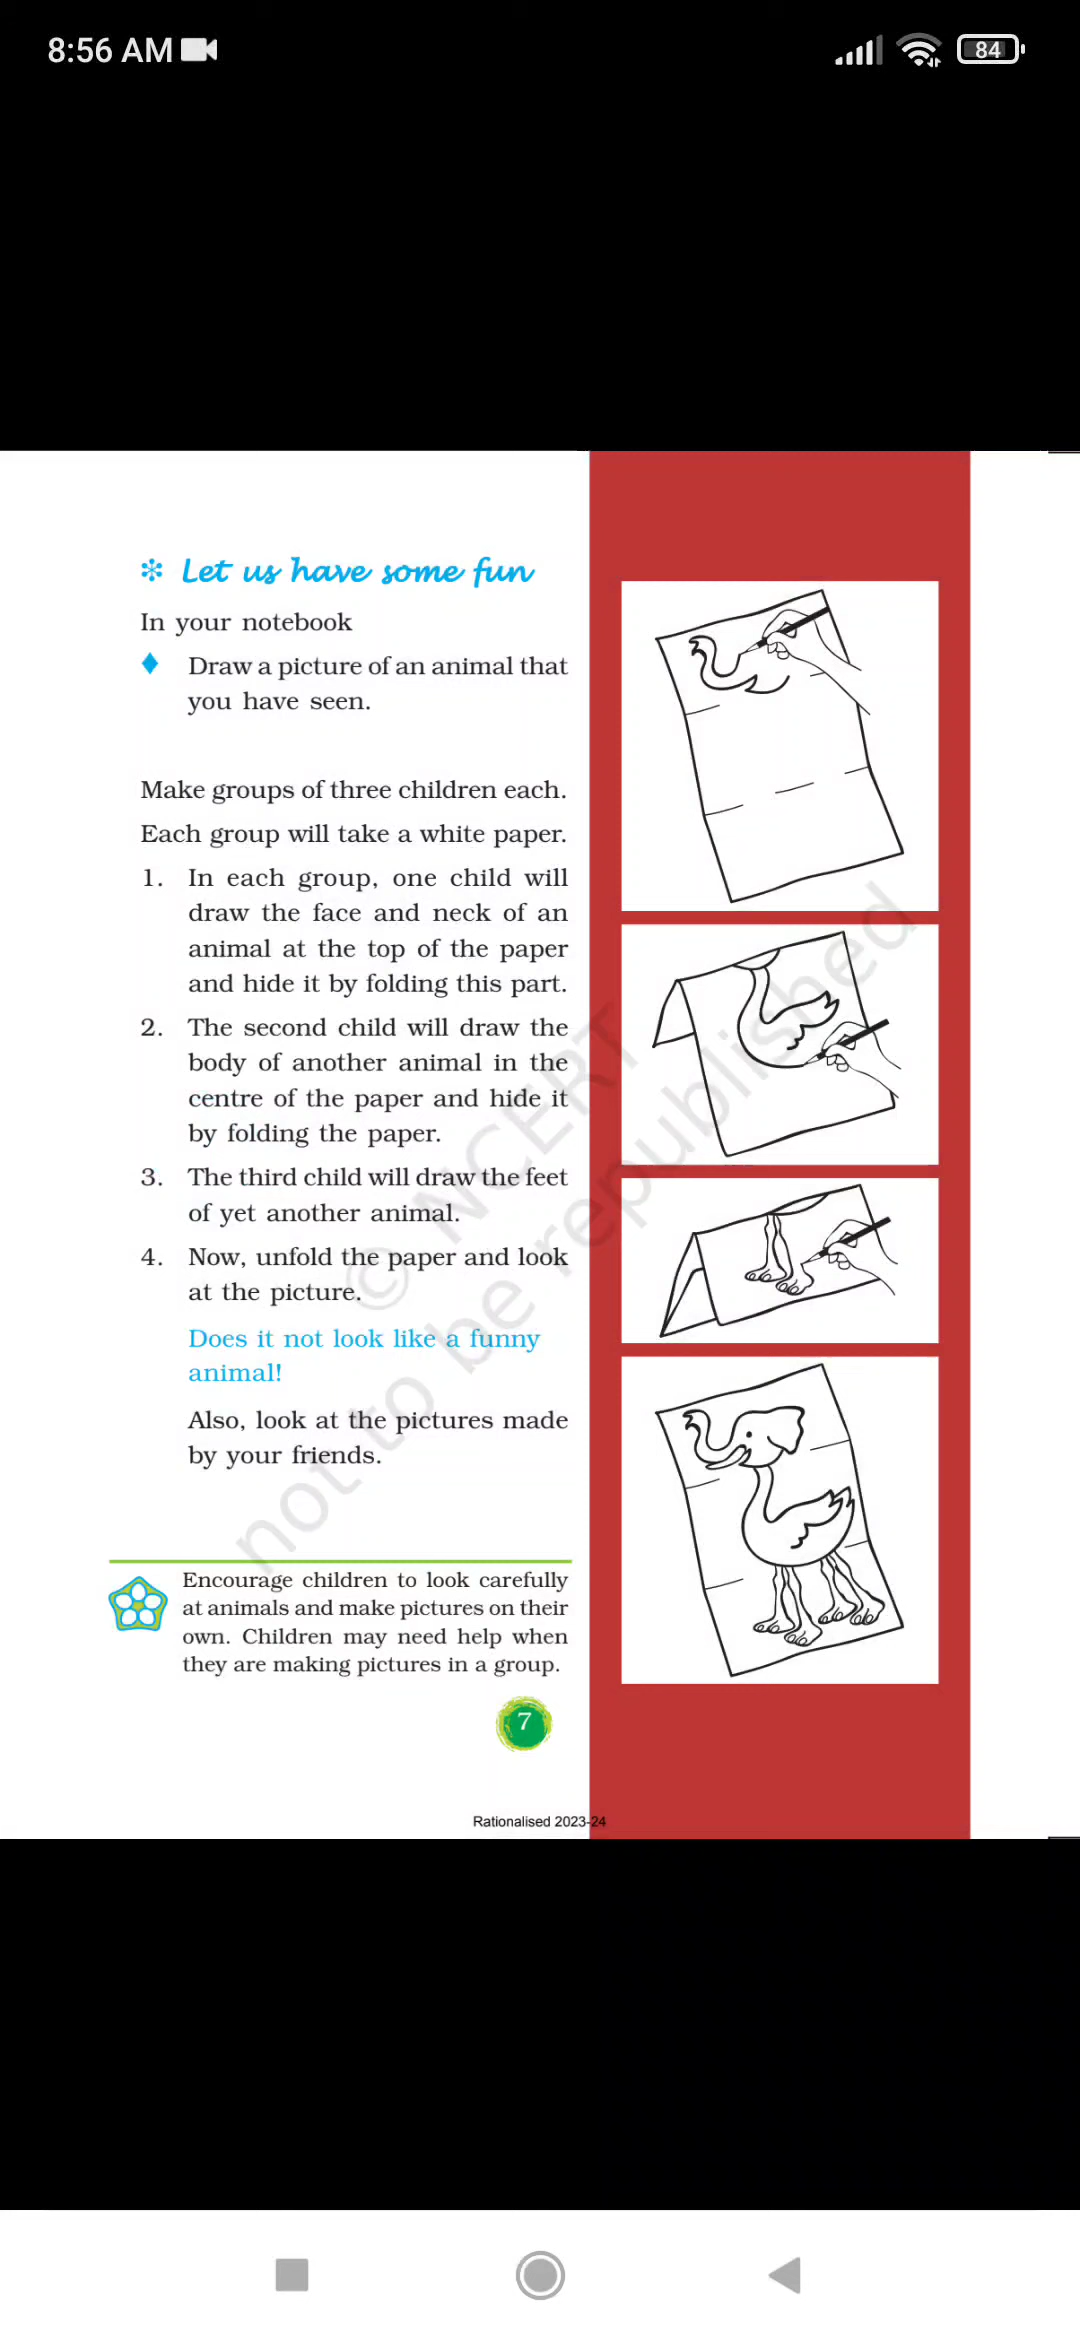 8:56 AM
84
Let us have some fun
In your notebook
Draw a picture of an animal that
you have seen.
Make groups of three children each.
Each group will take a white paper.
1. In each group, one child will
draw the face and neck of an
animal at the top of the paper
and hide it by folding this part.
2. The second child will draw the
body of another animal in the
centre of the paper and hide it
by folding the paper.
3. The third child will draw the feet
of yet another animal.
4. Now, unfold the paper and look
at the picture.
Does it not look like a funny
animal!
Also, look at the pictures made
by your friends.
Encourage children to look carefully
at animals and make pictures on their
own. Children may need help when
they are making pictures in a group.
7
Rationalised 2023-24
© NCERT
not to be republished